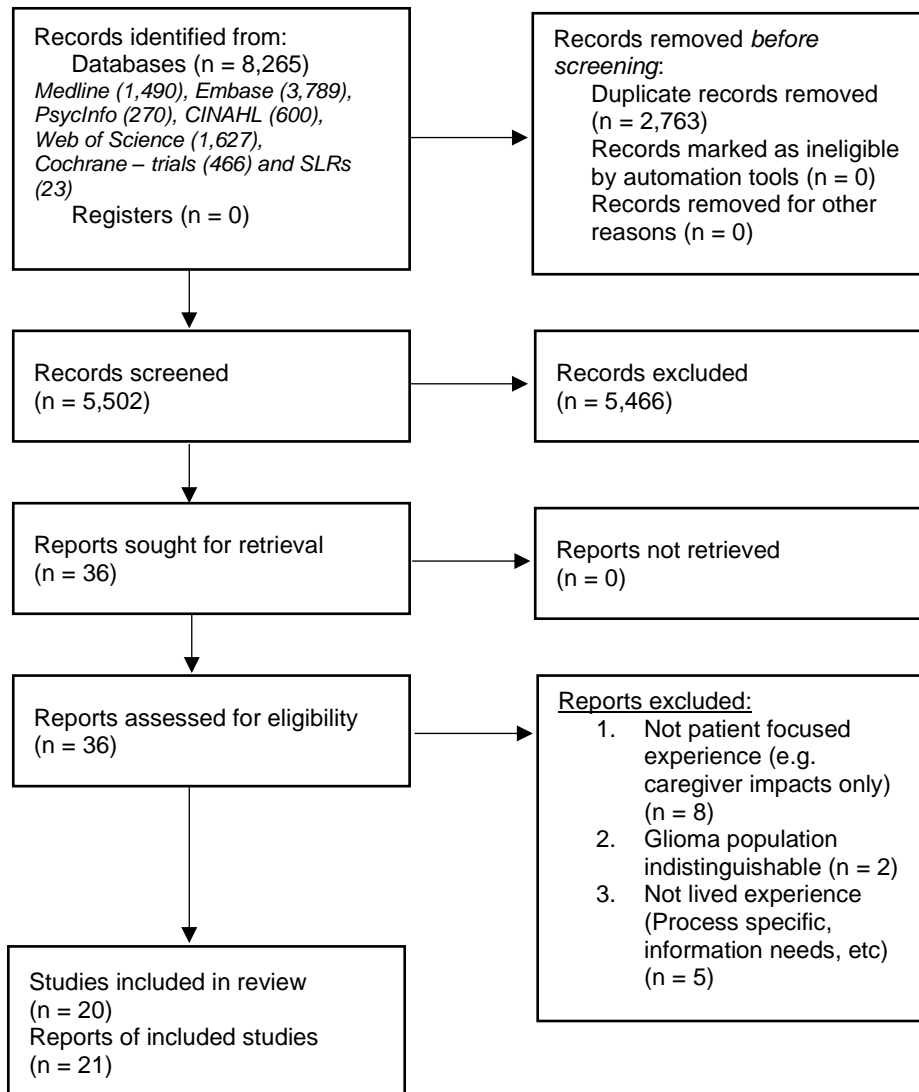 Records identified from:
Databases (n = 8,265)
Medline (1,490), Embase (3,789),
PsycInfo (270), CINAHL (600),
Web of Science (1,627),
Cochrane – trials (466) and SLRs
(23)
Registers (n = 0)
Records removed before
screening:
Duplicate records removed
(n = 2,763)
Records marked as ineligible
by automation tools (n = 0)
Records removed for other
reasons (n = 0)
Records screened
(n = 5,502)
Records excluded
(n = 5,466)
Reports sought for retrieval
(n = 36)
Reports not retrieved
(n = 0)
Reports assessed for eligibility
(n = 36)
Reports excluded:
1. Not patient focused
experience (e.g.
caregiver impacts only)
(n = 8)
2. Glioma population
indistinguishable (n = 2)
3. Not lived experience
(Process specific,
information needs, etc)
(n = 5)
Studies included in review
(n = 20)
Reports of included studies
(n = 21)